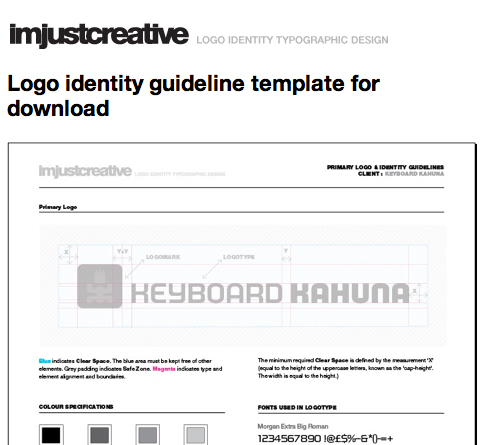 imjustcreative LOGO IDENTITY TYPOGRAPHIC DESIGN
Logo identity guideline template for
download
imjustcreative LOGO IDENTITY TYPOGRAPHIC DESIGN
PRIMARY LOGO & IDENTITY GUIDELINES
CLIENT: KEYBOARD KAHUNA
Primary Logo
X Y+Y LOGOMARK LOGOTYPE Y
KEYBOARD KAHUNA X
Blue indicates Clear Space. The blue area must be kept free of other
elements. Grey padding indicates Safe Zone. Magenta indicates type and
element alignment and boundaries.
The minimum required Clear Space is defined by the measurement 'X'
(equal to the height of the uppercase letters, known as the 'cap-height'.
The width is equal to the height.)
COLOUR SPECIFICATIONS
FONTS USED IN LOGOTYPE
Morgan Extra Big Roman
1234567890 !@£$%^&*()-=+